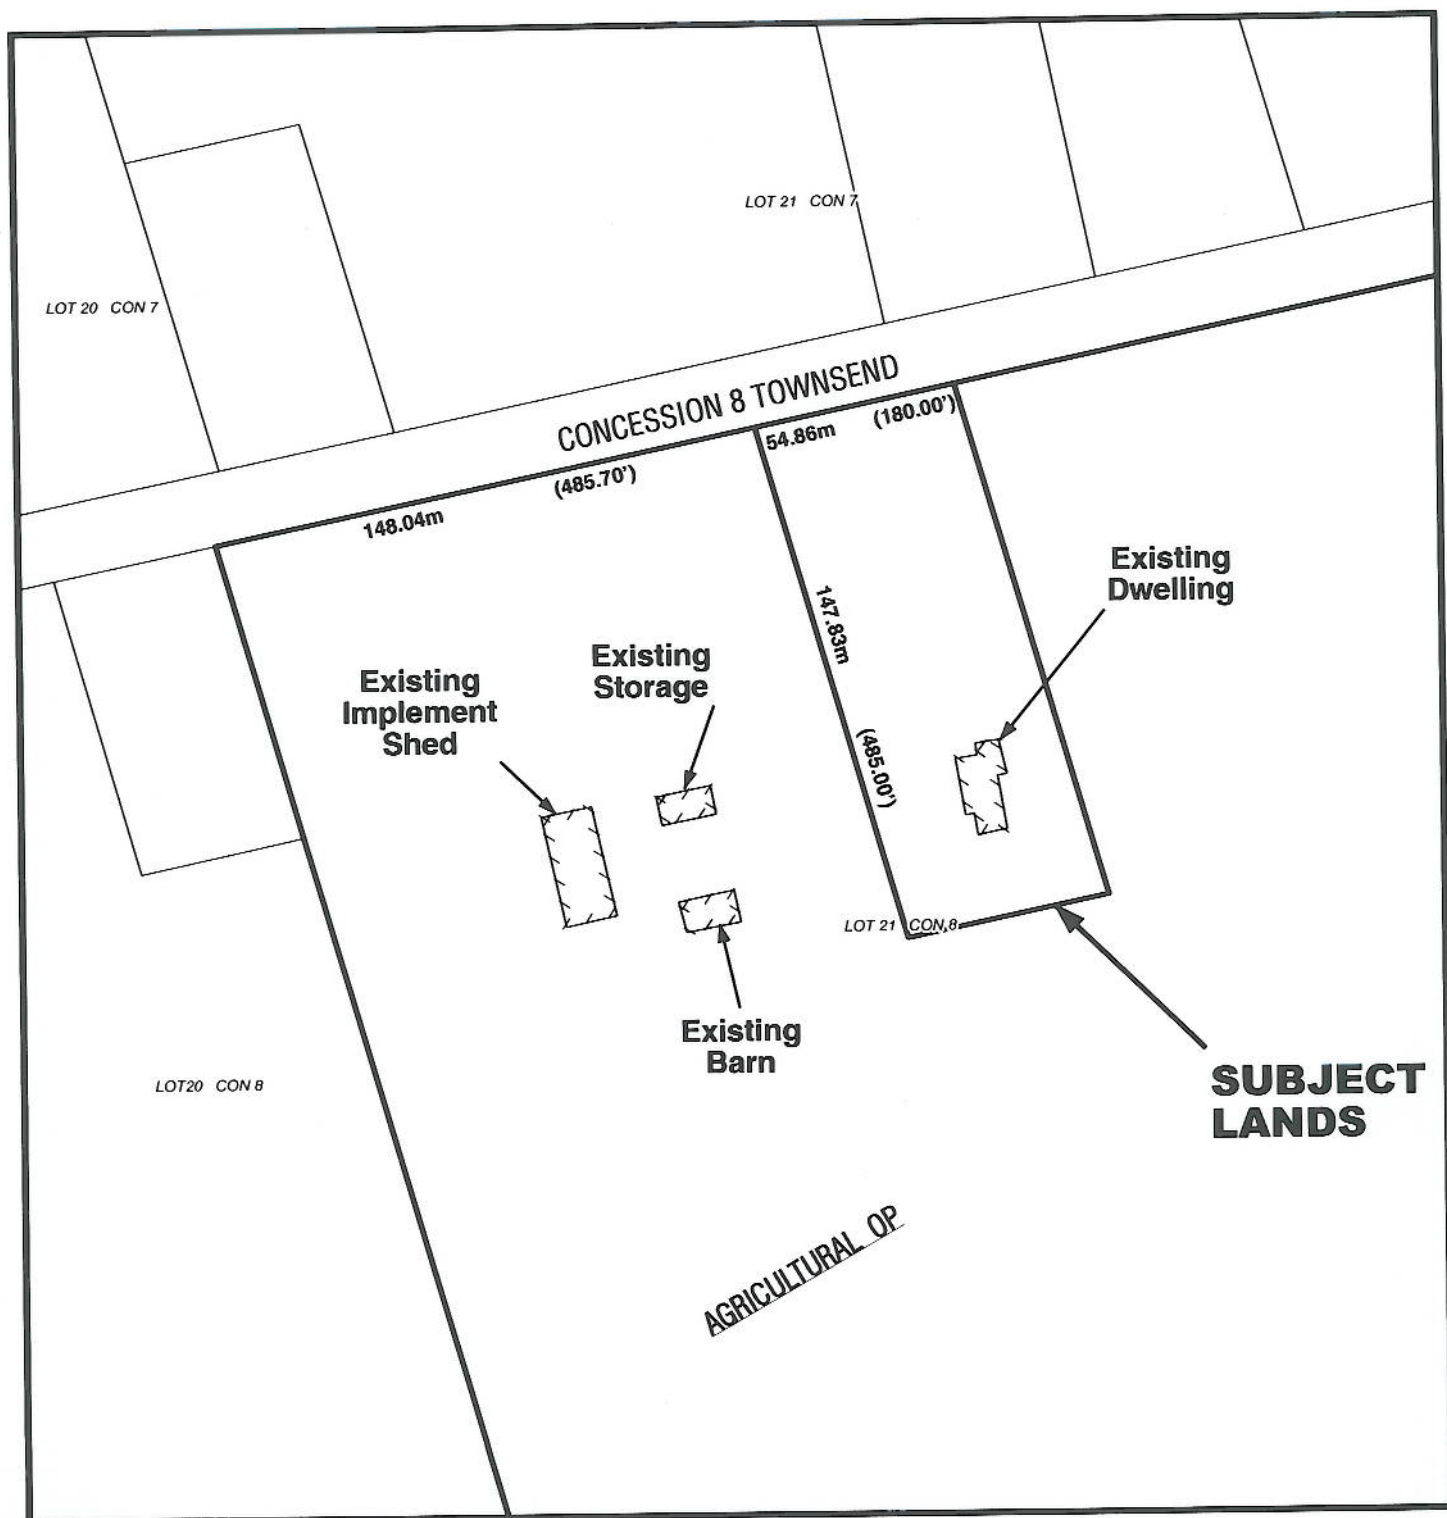 LOT 21 CON 7
LOT 20 CON 7
CONCESSION 8 TOWNSEND
54.86m (180.00')
148.04m (485.70')
147.83m (485.00')
Existing
Dwelling
Existing
Storage
Existing
Implement
Shed
LOT 21 CON 8
Existing
Barn
SUBJECT
LANDS
LOT20 CON 8
AGRICULTURAL OP